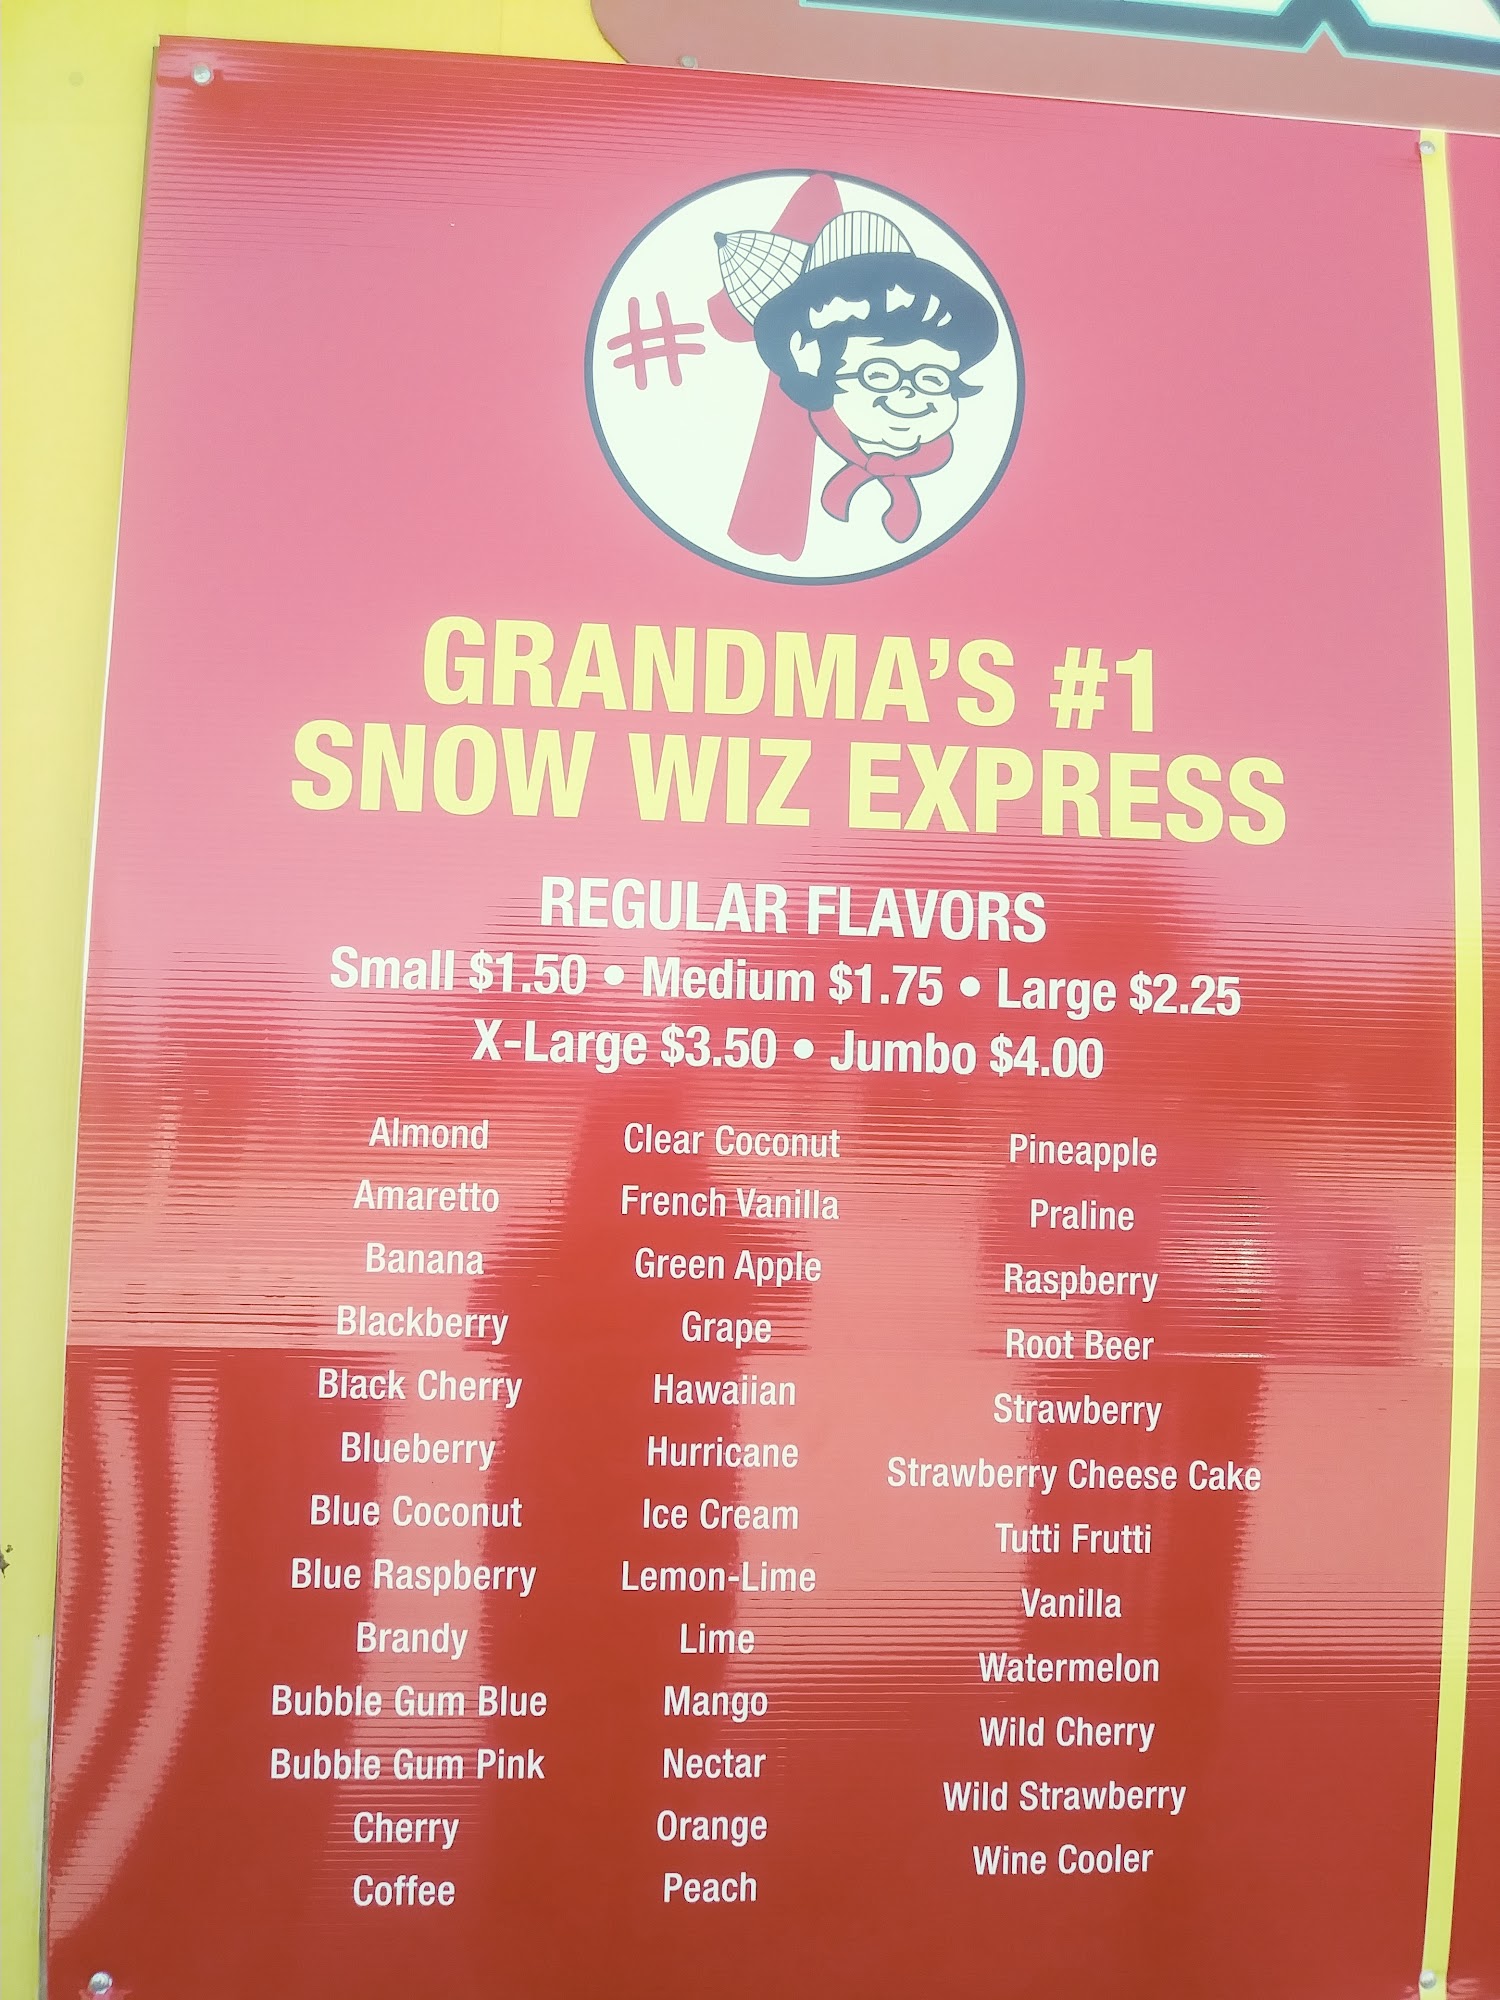 #1
GRANDMA'S #1
SNOW WIZ EXPRESS
REGULAR FLAVORS
Small $1.50 • Medium $1.75 • Large $2.25
X-Large $3.50 • Jumbo $4.00
Almond
Amaretto
Banana
Blackberry
Black Cherry
Blueberry
Blue Coconut
Blue Raspberry
Brandy
Bubble Gum Blue
Bubble Gum Pink
Cherry
Coffee
Clear Coconut
French Vanilla
Green Apple
Grape
Hawaiian
Hurricane
Ice Cream
Lemon-Lime
Lime
Mango
Nectar
Orange
Peach
Pineapple
Praline
Raspberry
Root Beer
Strawberry
Strawberry Cheese Cake
Tutti Frutti
Vanilla
Watermelon
Wild Cherry
Wild Strawberry
Wine Cooler